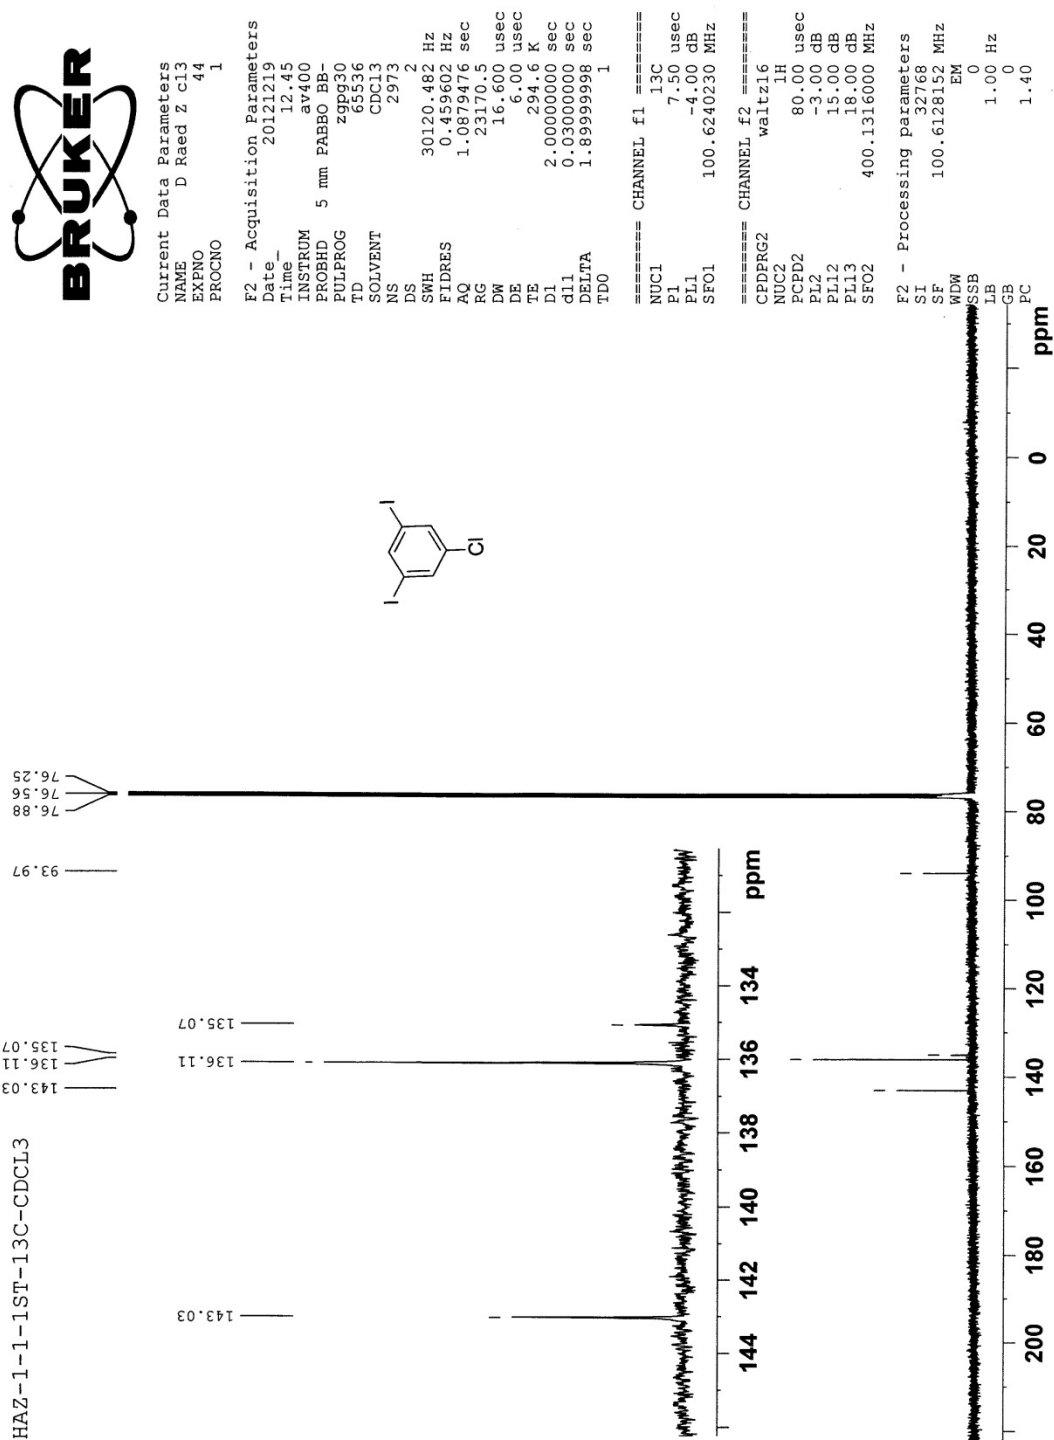 HAZ-1-1-1ST-13C-CDCL3
143.03
136.11
135.07
93.97
76.88
76.56
76.25
BRUKER
Current Data Parameters
NAME D Raed Z c13
EXPNO 44
PROCNO 1
F2 - Acquisition Parameters
Date_ 20121219
Time 12.45
INSTRUM av400
PROBHD 5 mm PABBO BB-
PULPROG zgpg30
TD 65536
SOLVENT CDCl3
NS 2973
DS 2
SWH 30120.482 Hz
FIDRES 0.459602 Hz
AQ 1.0879476 sec
RG 23170.5
DW 16.600 usec
DE 6.00 usec
TE 294.6 K
D1 2.00000000 sec
d11 0.03000000 sec
DELTA 1.89999998 sec
TD0 1
======== CHANNEL f1 ========
NUC1 13C
P1 7.50 usec
PL1 -4.00 dB
SFO1 100.6240230 MHz
======== CHANNEL f2 ========
CPDPRG2 waltz16
NUC2 1H
PCPD2 80.00 usec
PL2 -3.00 dB
PL12 15.00 dB
PL13 18.00 dB
SFO2 400.1316000 MHz
F2 - Processing parameters
SI 32768
SF 100.6128152 MHz
WDW EM
SSB 0
LB 1.00 Hz
GB 0
PC 1.40
143.03
136.11
135.07
144 142 140 138 136 134 ppm
I I
Cl
200 180 160 140 120 100 80 60 40 20 0 ppm